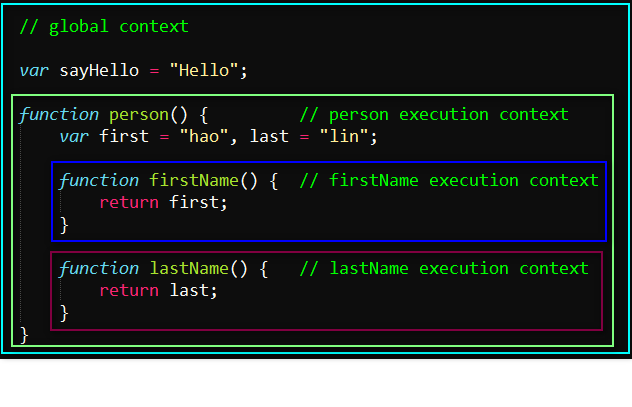 // global context
var sayHello = "Hello";
function person() { // person execution context
var first = "hao", last = "lin";
function firstName() { // firstName execution context
return first;
}
function lastName() { // lastName execution context
return last;
}
}